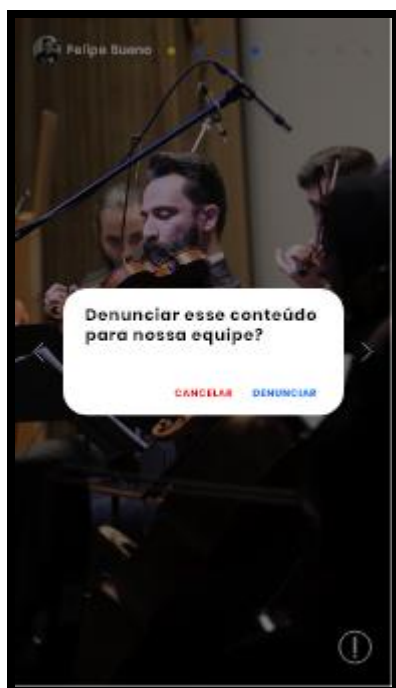 Felipe Bueno
Denunciar esse conteúdo
para nossa equipe?
CANCELAR DENUNCIAR